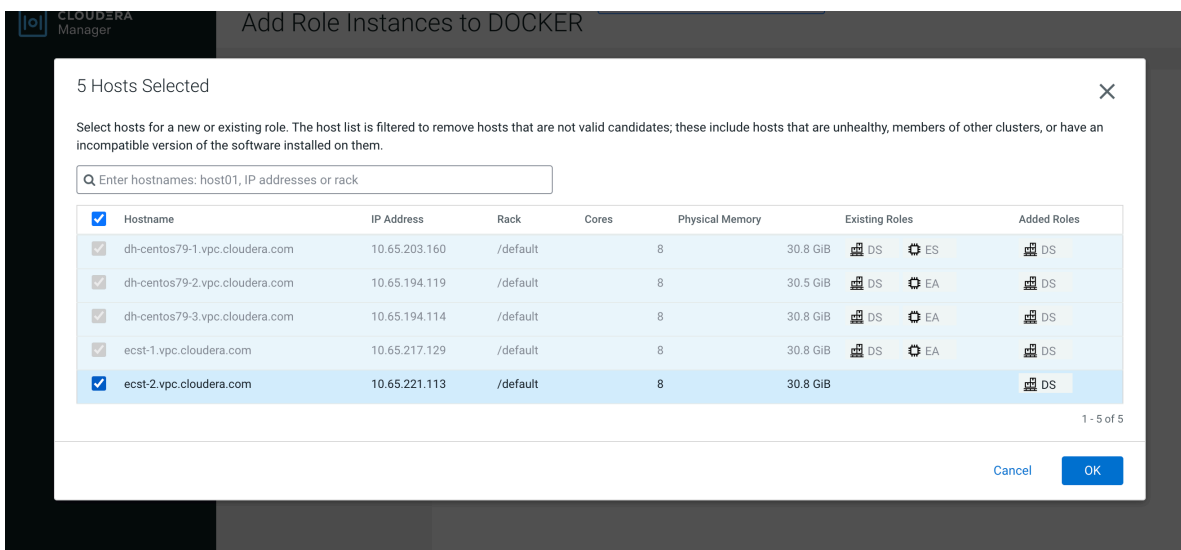 CLOUDERA
Manager
Add Role Instances to DOCKER
5 Hosts Selected
Select hosts for a new or existing role. The host list is filtered to remove hosts that are not valid candidates; these include hosts that are unhealthy, members of other clusters, or have an
incompatible version of the software installed on them.
Enter hostnames: host01, IP addresses or rack
Hostname IP Address Rack Cores Physical Memory Existing Roles Added Roles
dh-centos79-1.vpc.cloudera.com 10.65.203.160 /default 8 30.8 GiB DS ES DS
dh-centos79-2.vpc.cloudera.com 10.65.194.119 /default 8 30.5 GiB DS EA DS
dh-centos79-3.vpc.cloudera.com 10.65.194.114 /default 8 30.8 GiB DS EA DS
ecst-1.vpc.cloudera.com 10.65.217.129 /default 8 30.8 GiB DS EA DS
ecst-2.vpc.cloudera.com 10.65.221.113 /default 8 30.8 GiB DS
1 - 5 of 5
Cancel OK